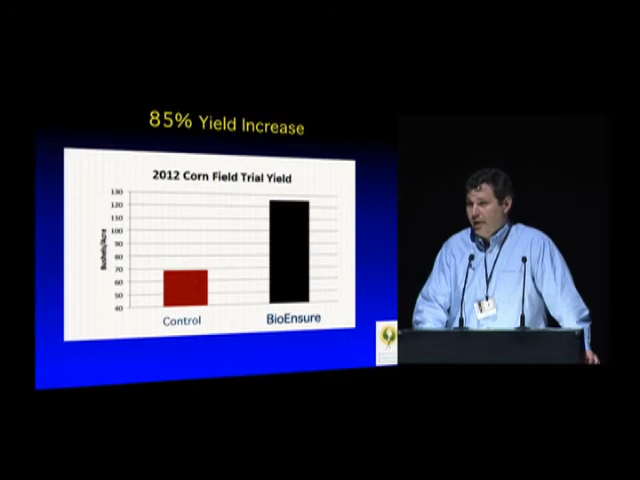 85% Yield Increase
2012 Corn Field Trial Yield
Bushels/Acre
130
120
110
100
90
80
70
60
50
40
Control
BioEnsure